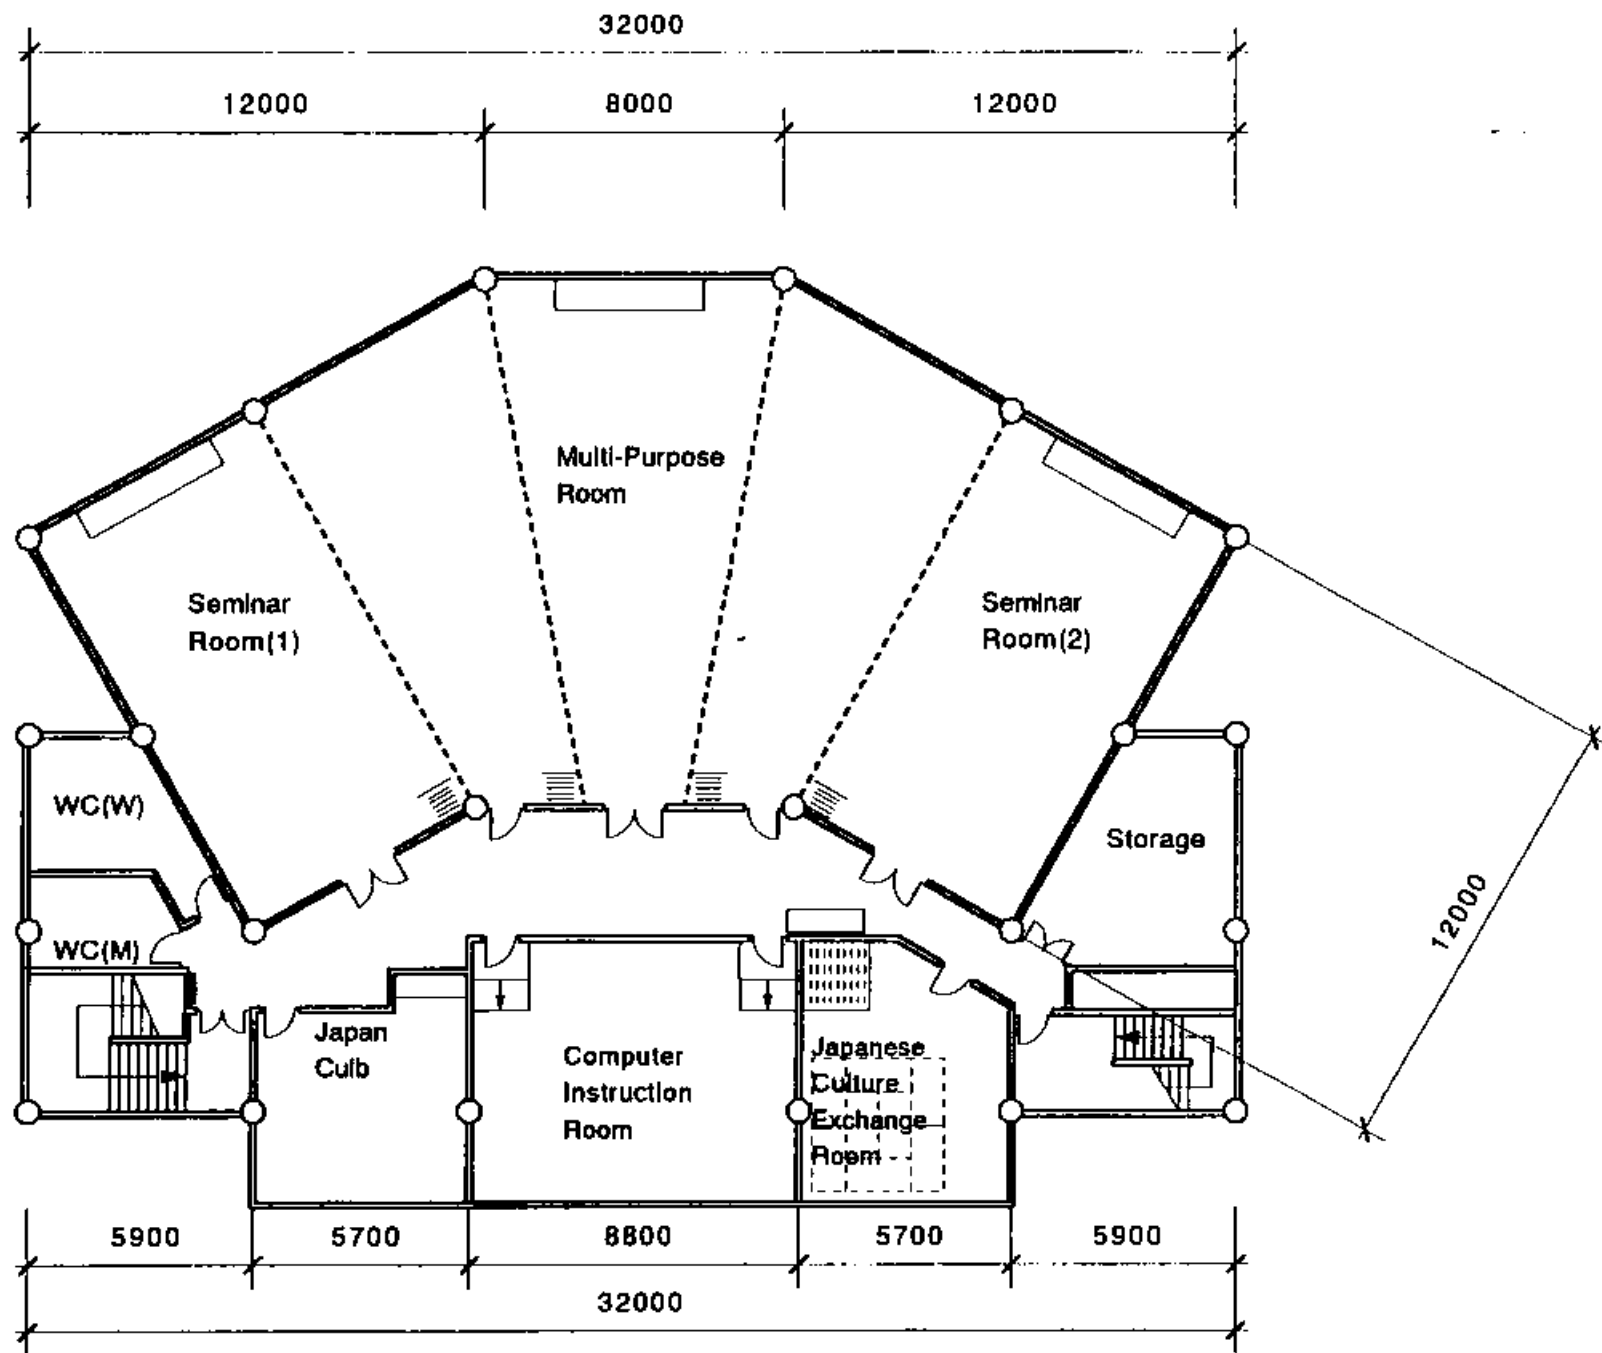 32000
12000
8000
12000
Multi-Purpose
Room
Seminar
Room(1)
Seminar
Room(2)
WC(W)
Storage
WC(M)
12000
Japan
Culb
Computer
Instruction
Room
Japanese
Culture
Exchange
Room
5900
5700
8800
5700
5900
32000